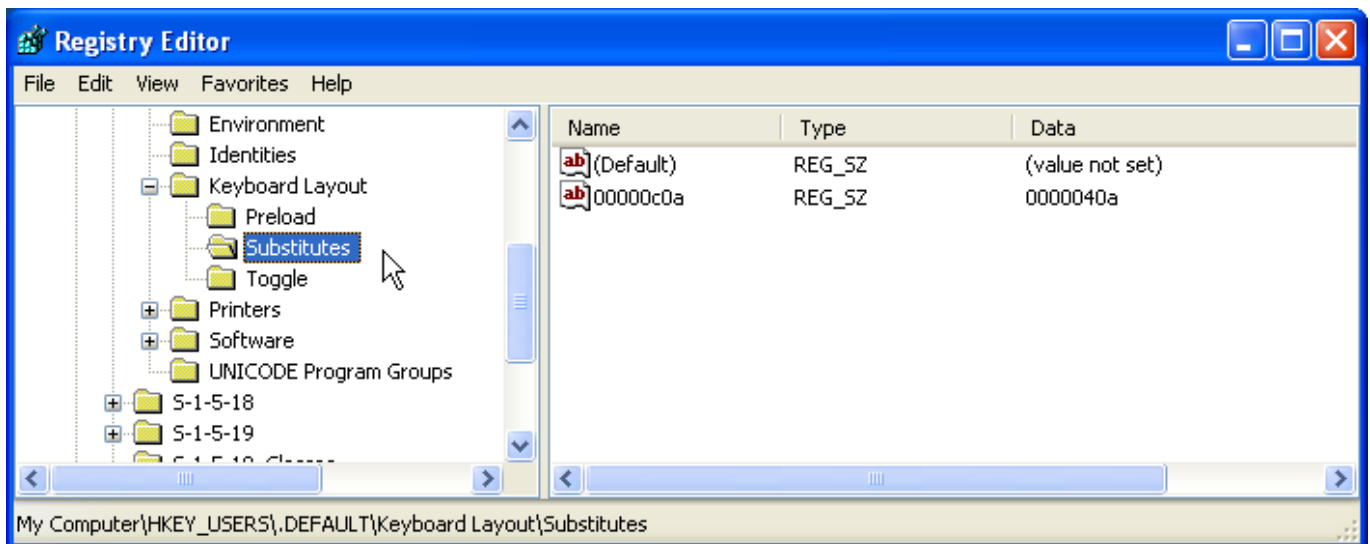 Registry Editor
File Edit View Favorites Help
Environment
Identities
Keyboard Layout
Preload
Substitutes
Toggle
Printers
Software
UNICODE Program Groups
S-1-5-18
S-1-5-19
Name Type Data
ab (Default) REG_SZ (value not set)
ab 00000c0a REG_SZ 0000040a
My Computer\HKEY_USERS\.DEFAULT\Keyboard Layout\Substitutes